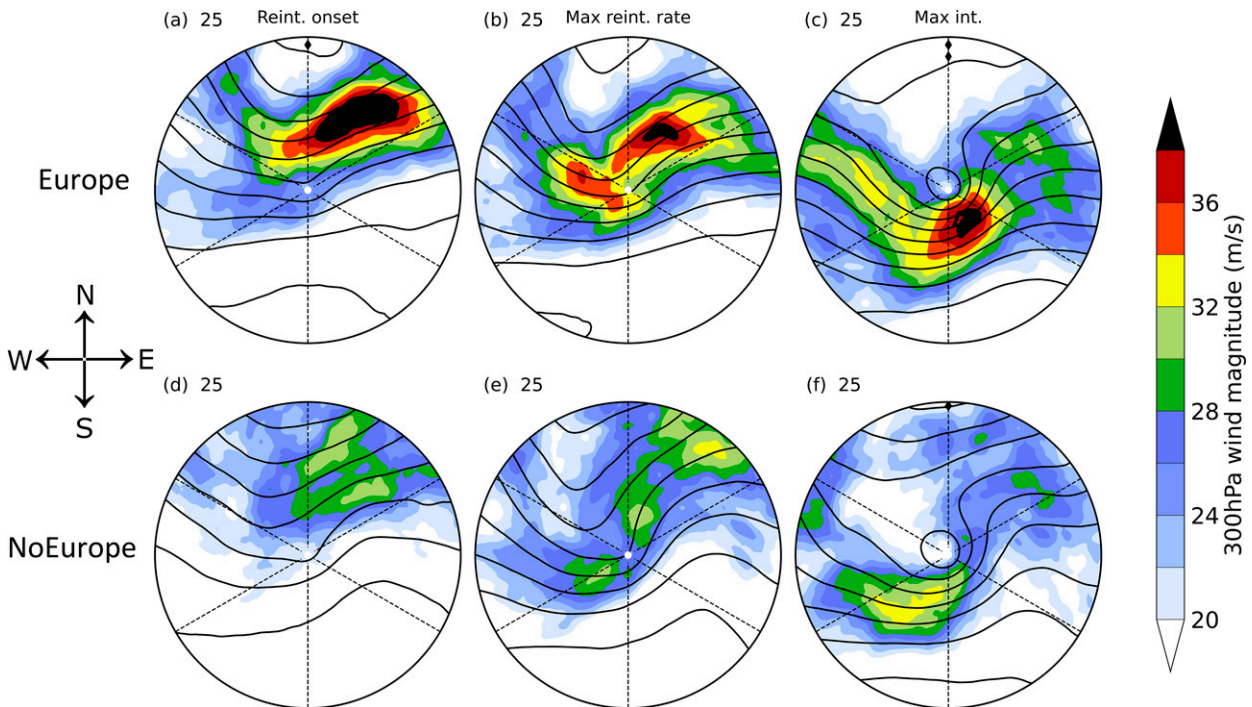 (a) 25 Reint. onset
(b) 25 Max reint. rate
(c) 25 Max int.
Europe
N
W E
S
(d) 25
(e) 25
(f) 25
NoEurope
36
32
28
24
20
300hPa wind magnitude (m/s)